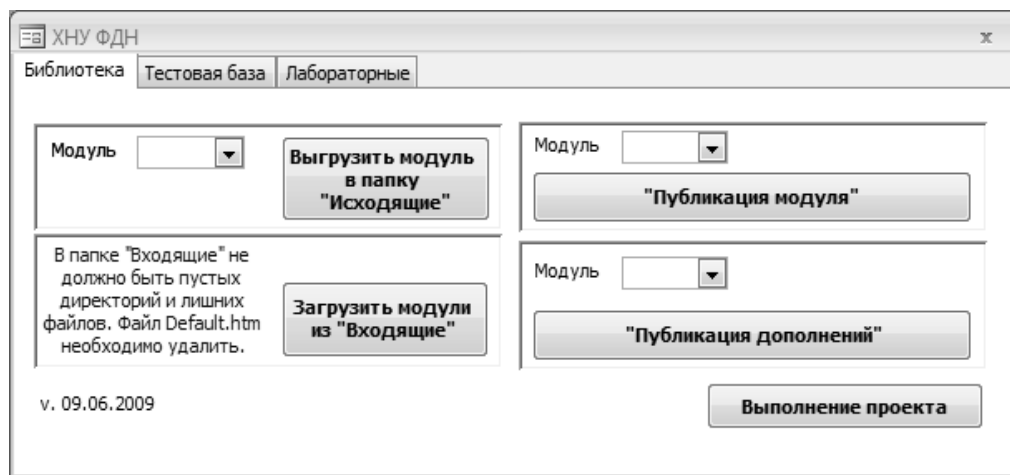 ХНУ ФДН
Библиотека
Тестовая база
Лабораторные
Модуль
Выгрузить модуль
в папку
"Исходящие"
Модуль
"Публикация модуля"
В папке "Входящие" не
должно быть пустых
директорий и лишних
файлов. Файл Default.htm
необходимо удалить.
Загрузить модули
из "Входящие"
Модуль
"Публикация дополнений"
v. 09.06.2009
Выполнение проекта